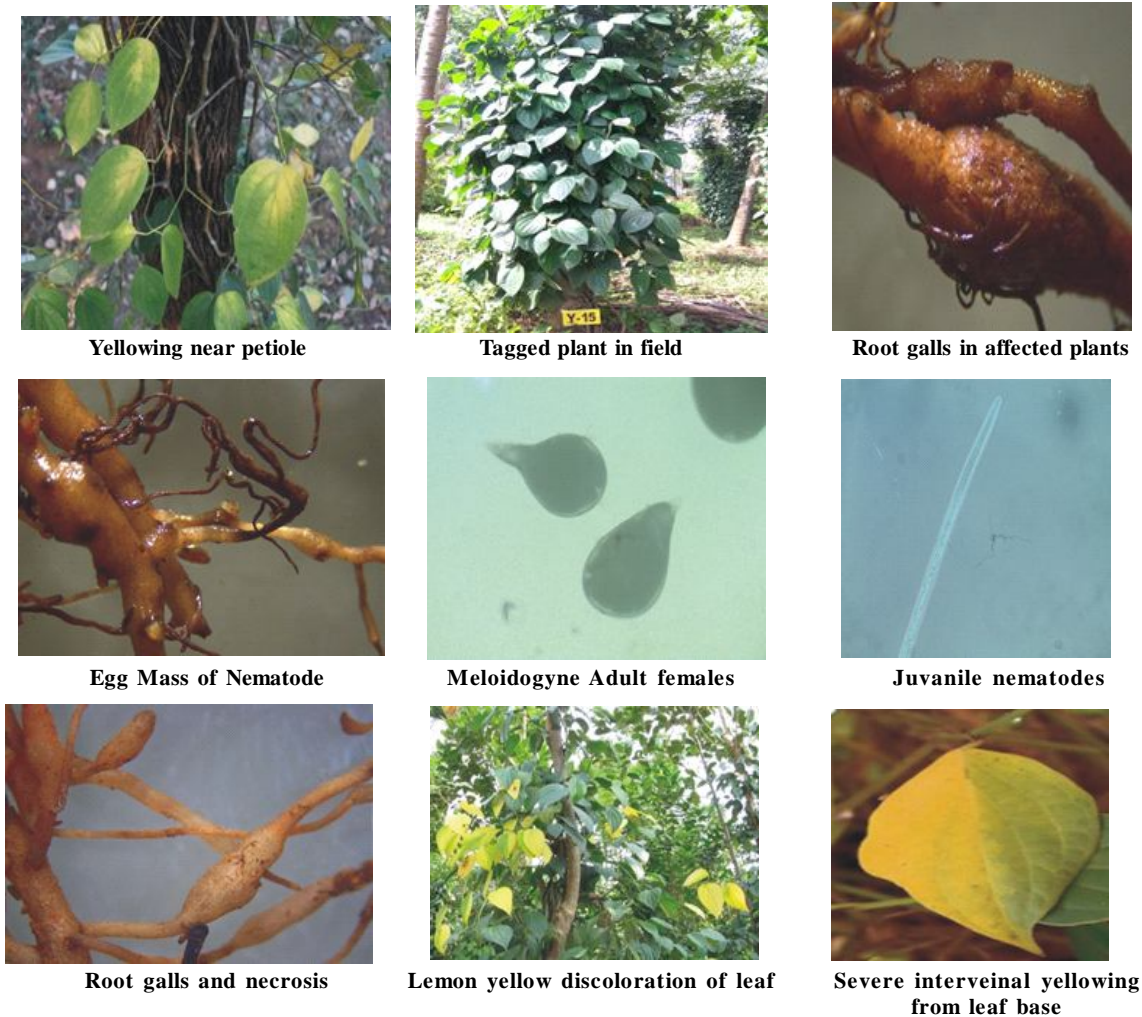 Y-15
Yellowing near petiole
Tagged plant in field
Root galls in affected plants
Egg Mass of Nematode
Meloidogyne Adult females
Juvanile nematodes
Root galls and necrosis
Lemon yellow discoloration of leaf
Severe interveinal yellowing
from leaf base